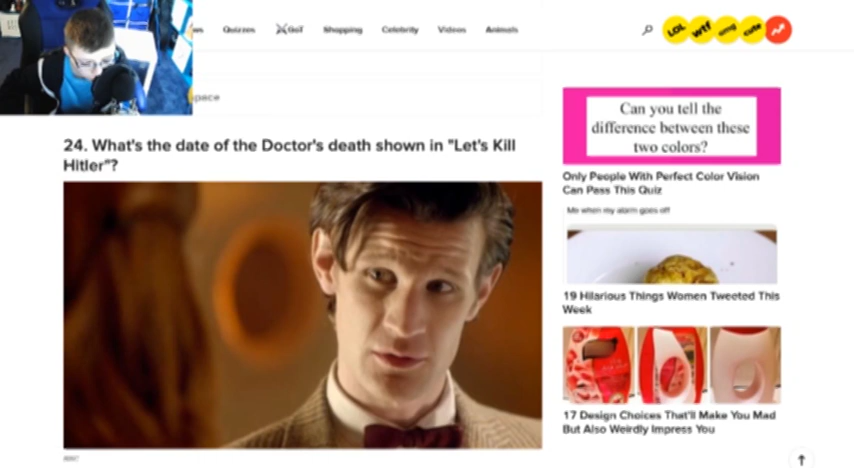 ws Quizzes GoT Shopping Celebrity Videos Animals
LOL wtf omg cute
space
24. What's the date of the Doctor's death shown in "Let's Kill
Hitler"?
Can you tell the
difference between these
two colors?
Only People With Perfect Color Vision
Can Pass This Quiz
Me when my alarm goes off
19 Hilarious Things Women Tweeted This
Week
17 Design Choices That'll Make You Mad
But Also Weirdly Impress You